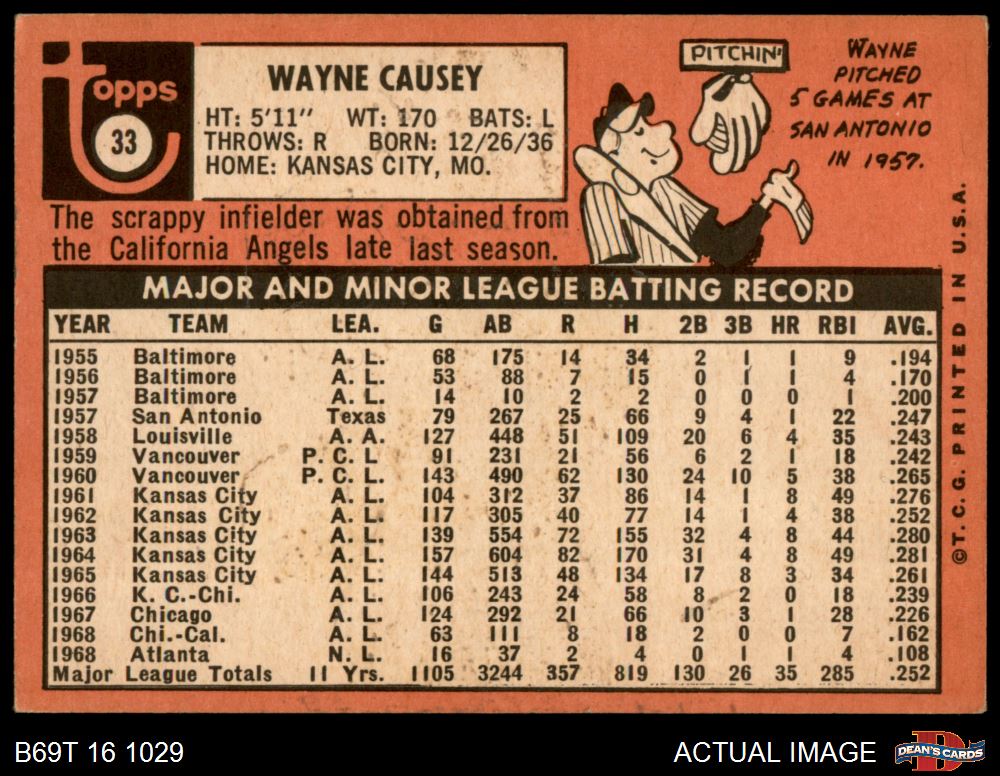 Topps
33
WAYNE CAUSEY
HT: 5'11" WT: 170 BATS: L
THROWS: R BORN: 12/26/36
HOME: KANSAS CITY, MO.
The scrappy infielder was obtained from
the California Angels late last season.
PITCHIN'
WAYNE
PITCHED
5 GAMES AT
SAN ANTONIO
IN 1957.
MAJOR AND MINOR LEAGUE BATTING RECORD
YEAR TEAM LEA. G AB R H 2B 3B HR RBI AVG.
1955 Baltimore A. L. 68 175 14 34 2 1 1 9 .194
1956 Baltimore A. L. 53 88 7 15 0 1 1 4 .170
1957 Baltimore A. L. 14 10 2 2 0 0 0 1 .200
1957 San Antonio Texas 79 267 25 66 9 4 1 22 .247
1958 Louisville A. A. 127 448 51 109 20 6 4 35 .243
1959 Vancouver P. C. L 91 231 21 56 6 2 1 18 .242
1960 Vancouver P. C. L. 143 490 62 130 24 10 5 38 .265
1961 Kansas City A. L. 104 312 37 86 14 1 8 49 .276
1962 Kansas City A. L. 117 305 40 77 14 1 4 38 .252
1963 Kansas City A. L. 139 554 72 155 32 4 8 44 .280
1964 Kansas City A. L. 157 604 82 170 31 4 8 49 .281
1965 Kansas City A. L. 144 513 48 134 17 8 3 34 .261
1966 K. C.-Chi. A. L. 106 243 24 58 8 2 0 18 .239
1967 Chicago A. L. 124 292 21 66 10 3 1 28 .226
1968 Chi.-Cal. A. L. 63 111 8 18 2 0 0 7 .162
1968 Atlanta N. L. 16 37 2 4 0 1 1 4 .108
Major League Totals 11 Yrs. 1105 3244 357 819 130 26 35 285 .252
©T. C. G. PRINTED IN U.S.A.
B69T 16 1029
ACTUAL IMAGE
DEAN'S CARDS